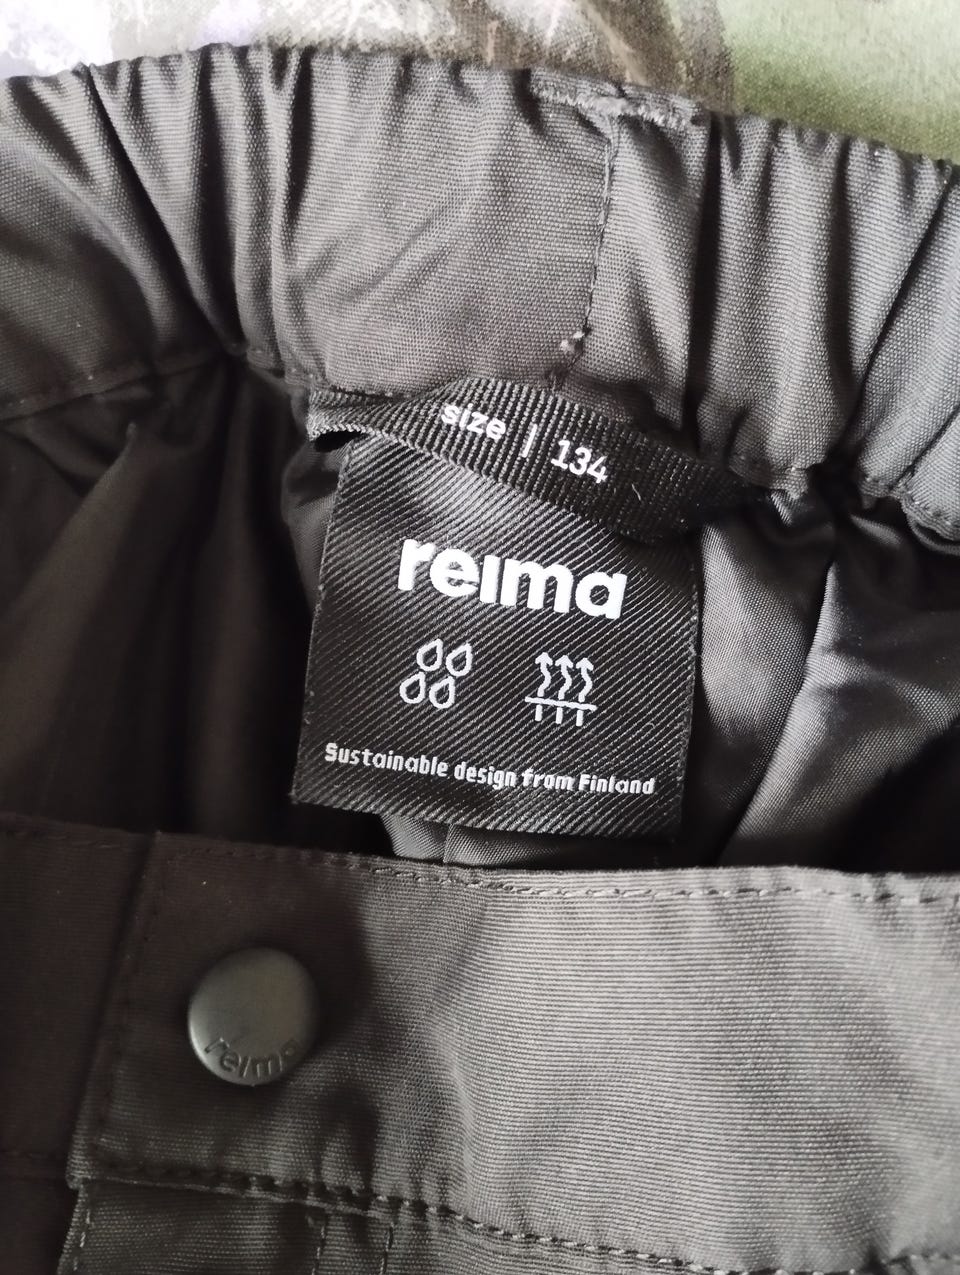 size | 134
reima
Sustainable design from Finland
reima